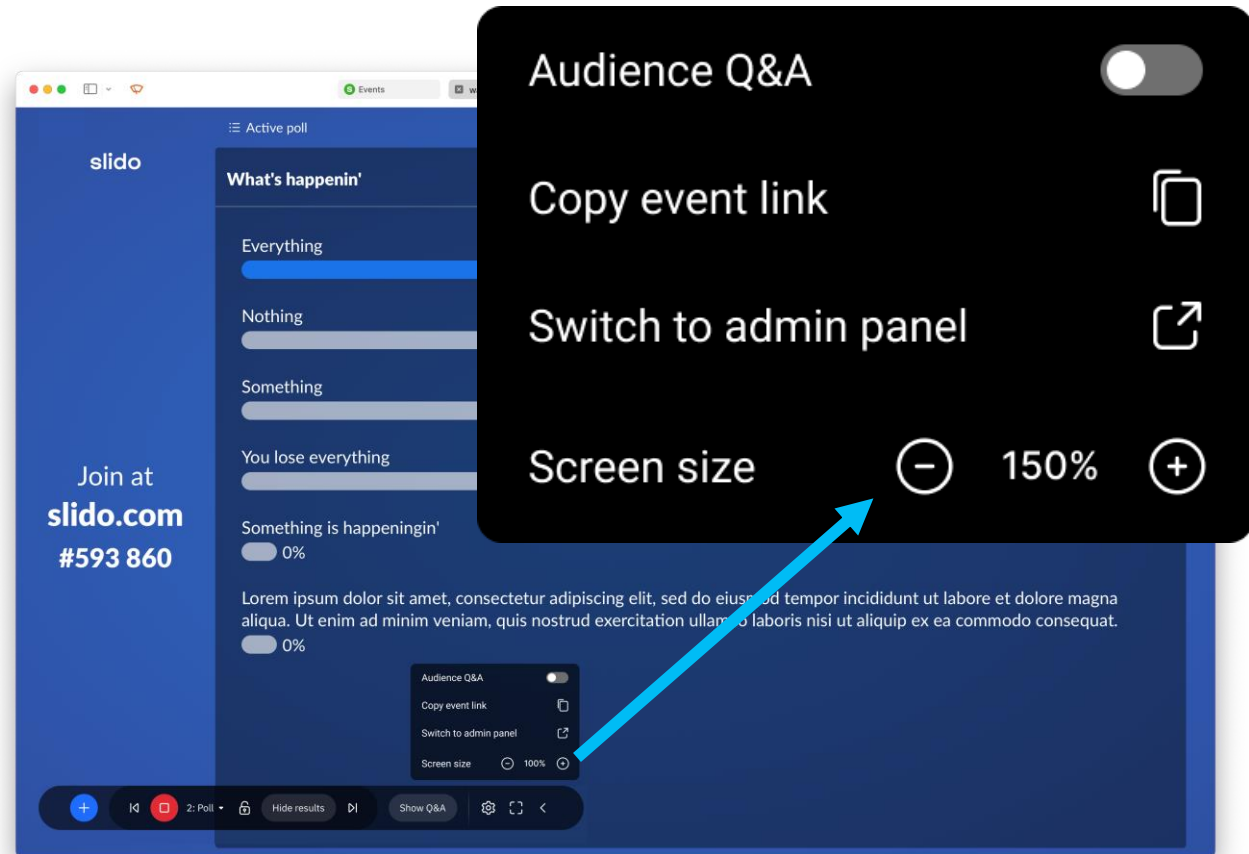 Events
Active poll
slido
What's happenin'
Everything
Nothing
Something
You lose everything
Something is happeningin'
0%
Lorem ipsum dolor sit amet, consectetur adipiscing elit, sed do tempor incididunt ut labore et dolore magna
aliqua. Ut enim ad minim veniam, quis nostrud exercitation laboris nisi ut aliquip ex ea commodo consequat.
0%
Join at
slido.com
#593 860
Audience Q&A
Copy event link
Switch to admin panel
Screen size 150%
Audience Q&A
Copy event link
Switch to admin panel
Screen size 100%
2: Poll
Hide results
Show Q&A